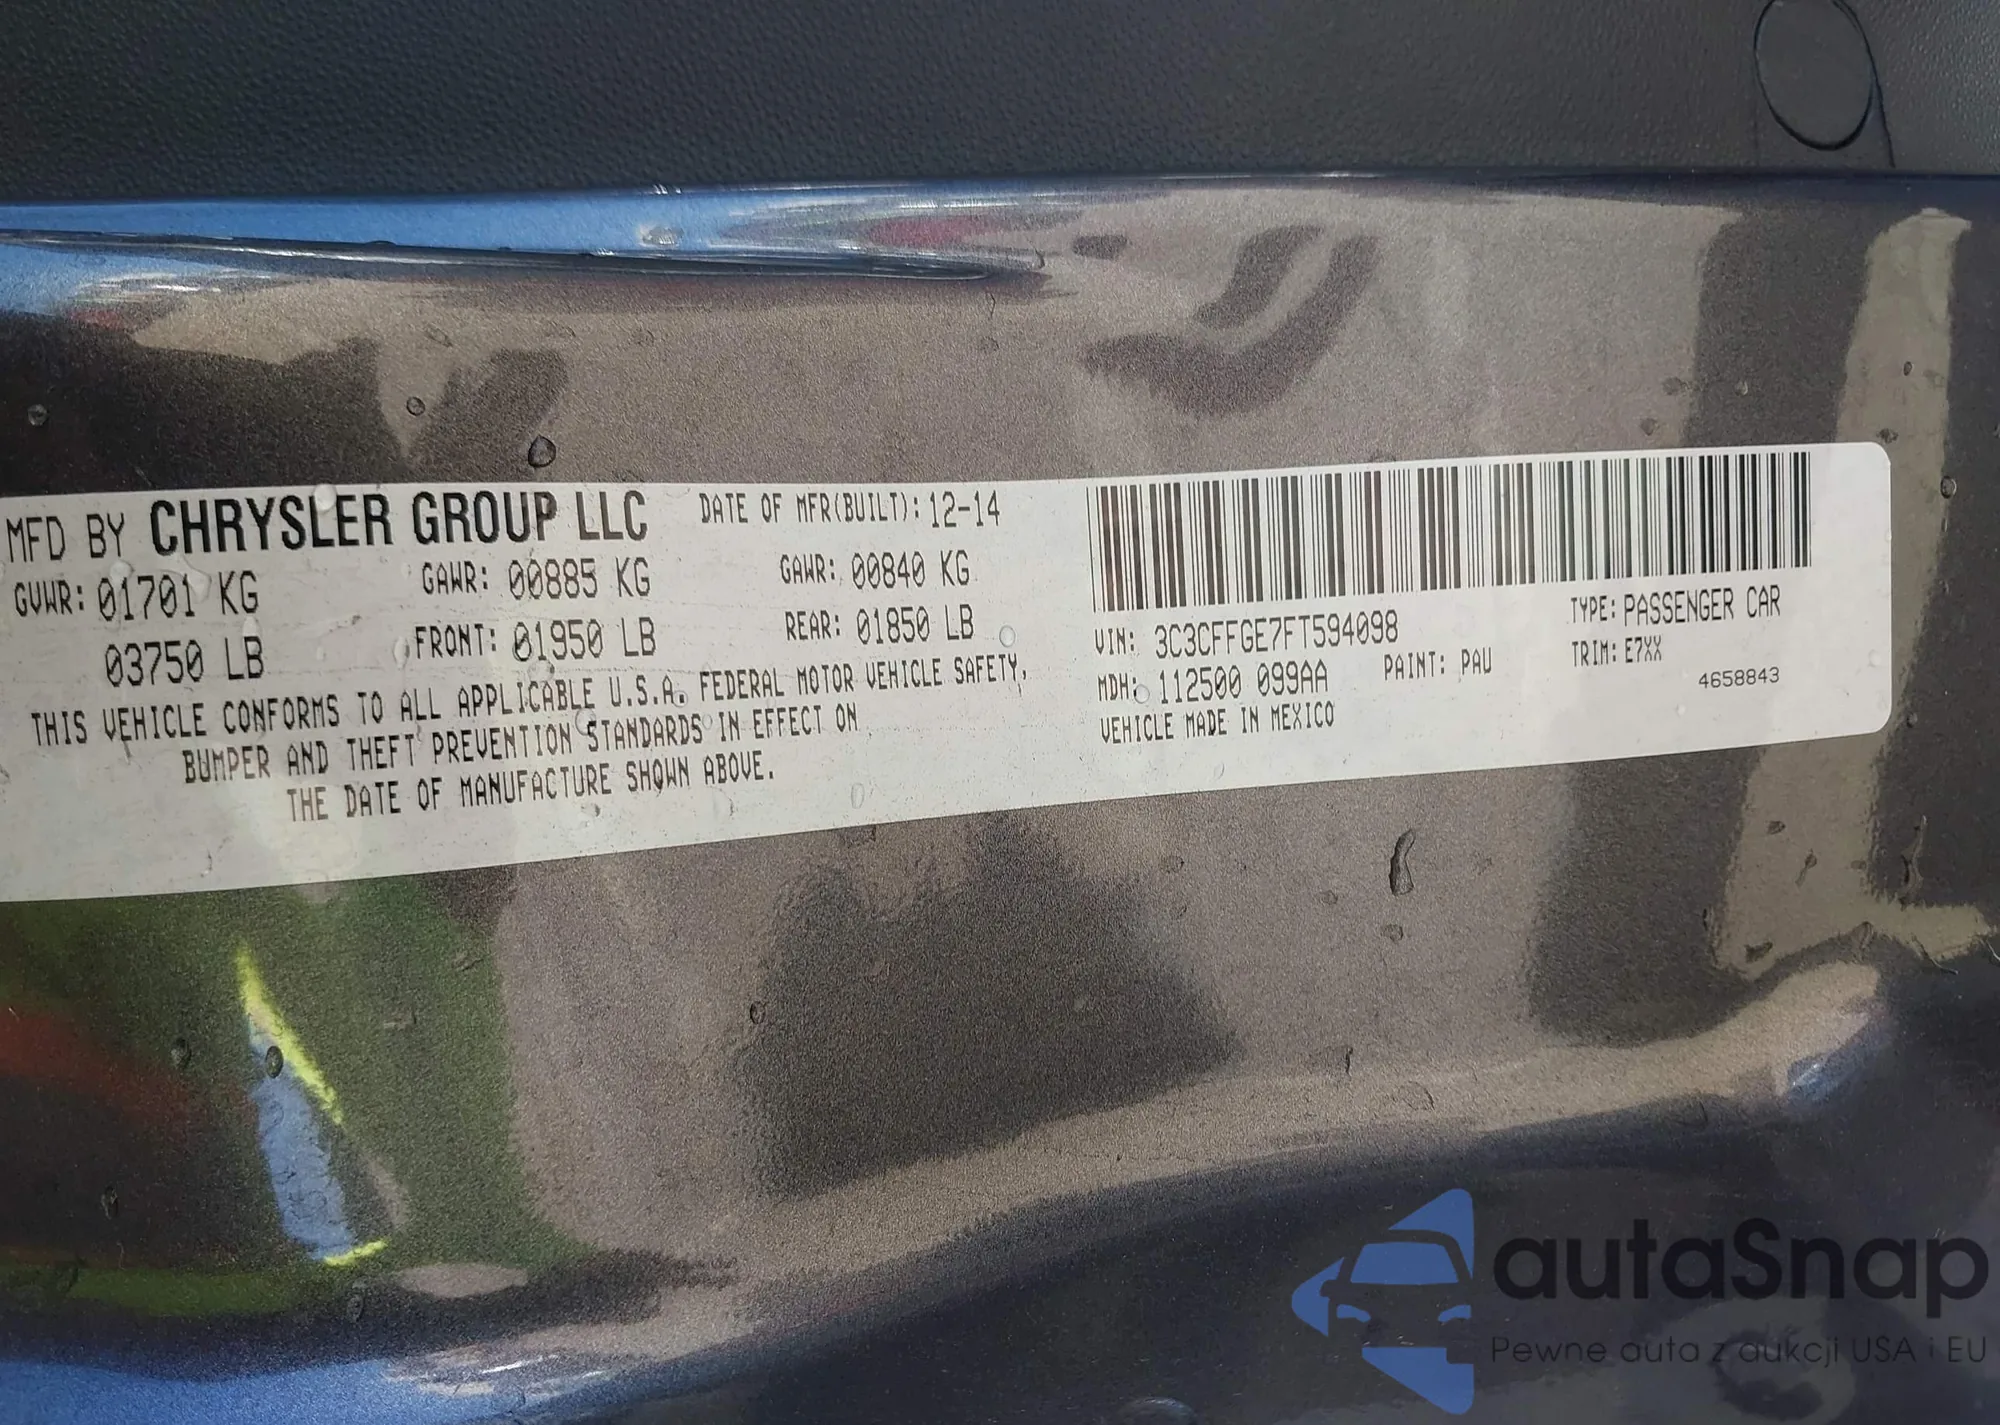 MFD BY CHRYSLER GROUP LLC DATE OF MFR(BUILT): 12-14
GVWR: 01701 KG GAWR: 00885 KG GAWR: 00840 KG
03750 LB FRONT: 01950 LB REAR: 01850 LB
THIS VEHICLE CONFORMS TO ALL APPLICABLE U.S.A. FEDERAL MOTOR VEHICLE SAFETY,
BUMPER AND THEFT PREVENTION STANDARDS IN EFFECT ON
THE DATE OF MANUFACTURE SHOWN ABOVE.
VIN: 3C3CFFGE7FT594098 TYPE: PASSENGER CAR
MDH: 112500 099AA PAINT: PAU TRIM: E7XX
VEHICLE MADE IN MEXICO 4658843
autaSnap
Pewne auta z aukcji USA i EU